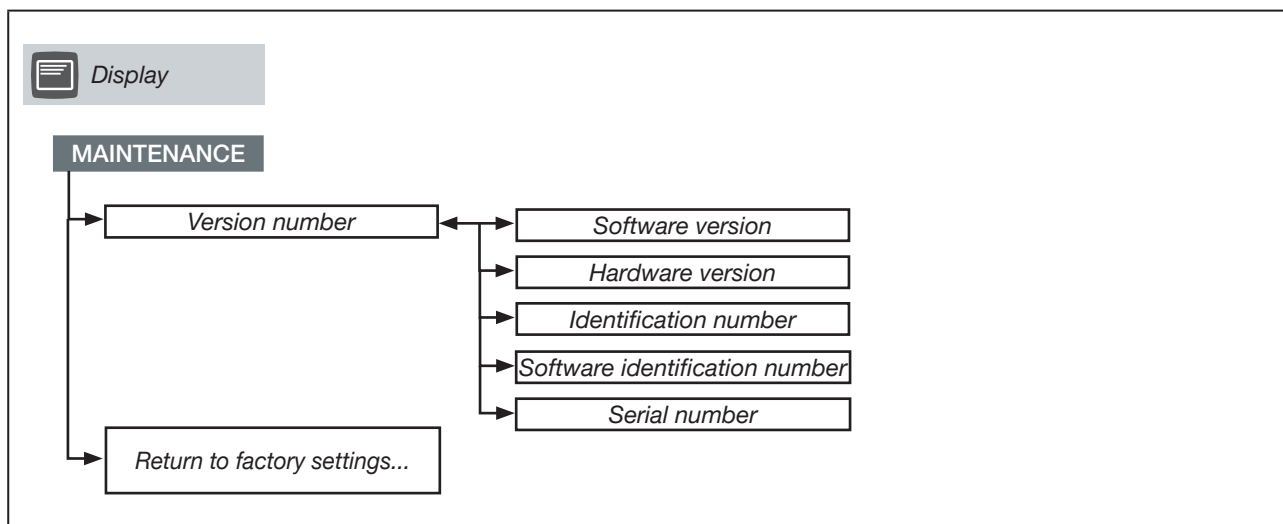 Display
MAINTENANCE
Version number
Software version
Hardware version
Identification number
Software identification number
Serial number
Return to factory settings...